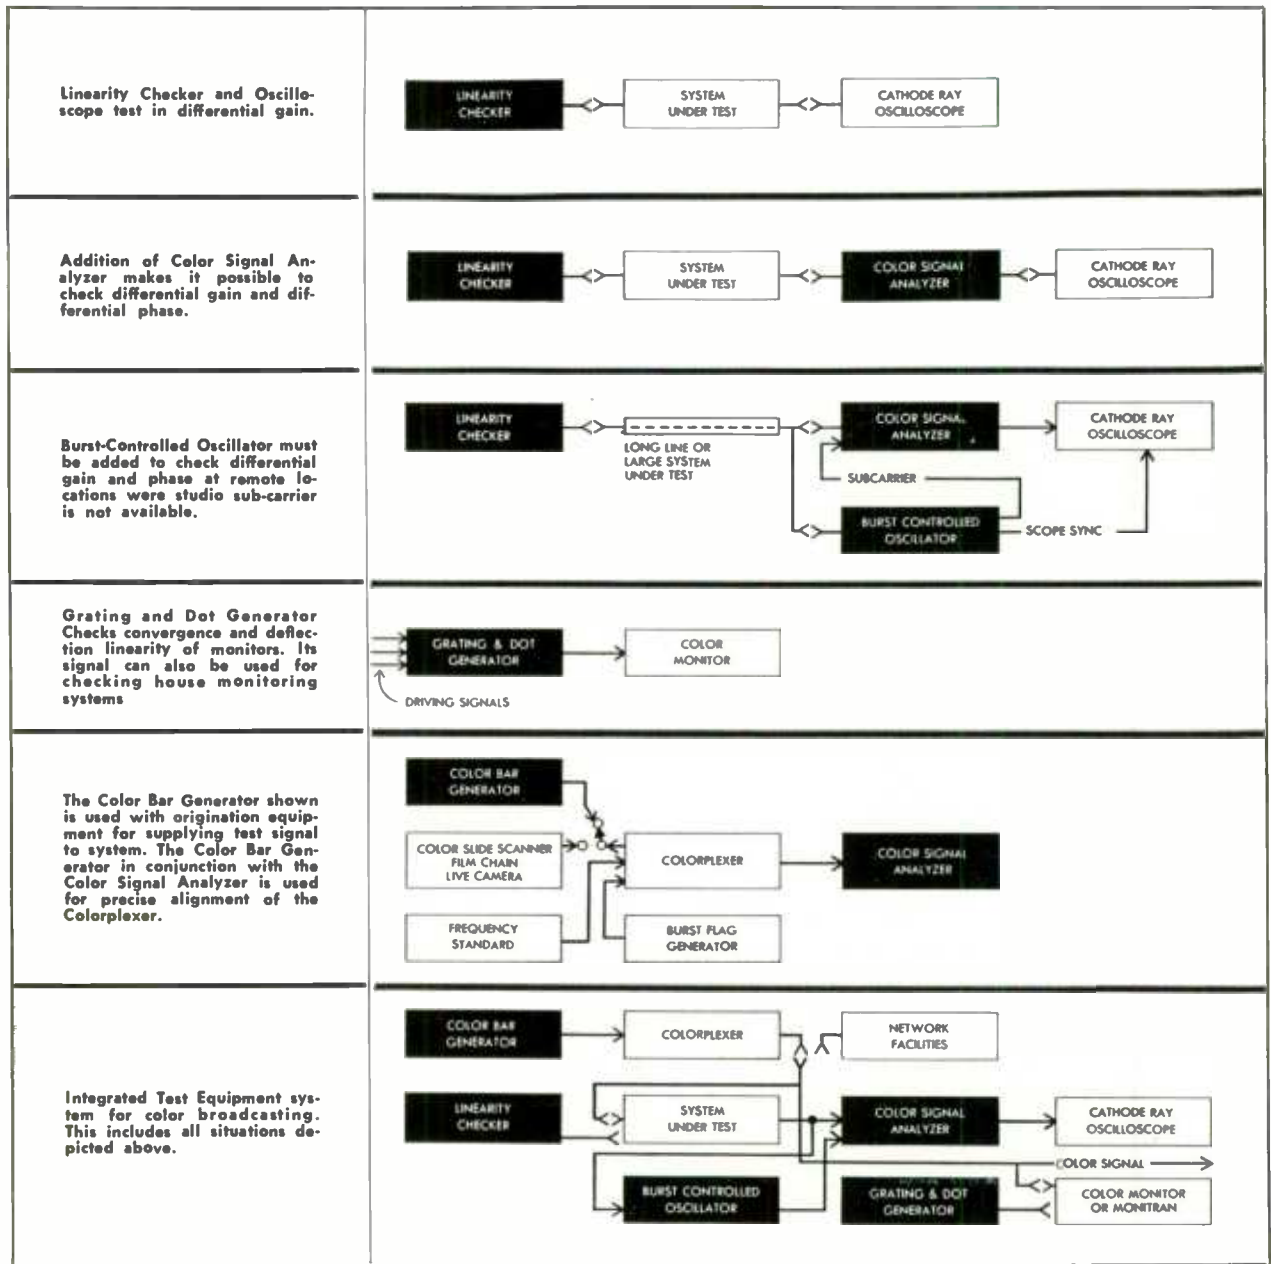 Linearity Checker and Oscillo-
scope test in differential gain.
LINEARITY
CHECKER
SYSTEM
UNDER TEST
CATHODE RAY
OSCILLOSCOPE
Addition of Color Signal An-
alyzer makes it possible to
check differential gain and dif-
ferential phase.
LINEARITY
CHECKER
SYSTEM
UNDER TEST
COLOR SIGNAL
ANALYZER
CATHODE RAY
OSCILLOSCOPE
Burst-Controlled Oscillator must
be added to check differential
gain and phase at remote lo-
cations were studio sub-carrier
is not available.
LINEARITY
CHECKER
LONG LINE OR
LARGE SYSTEM
UNDER TEST
COLOR SIGNAL
ANALYZER
CATHODE RAY
OSCILLOSCOPE
SUBCARRIER
BURST CONTROLLED
OSCILLATOR
SCOPE SYNC
Grating and Dot Generator
Checks convergence and deflec-
tion linearity of monitors. Its
signal can also be used for
checking house monitoring
systems
GRATING & DOT
GENERATOR
COLOR
MONITOR
DRIVING SIGNALS
The Color Bar Generator shown
is used with origination equip-
ment for supplying test signal
to system. The Color Bar Gen-
erator in conjunction with the
Color Signal Analyzer is used
for precise alignment of the
Colorplexer.
COLOR BAR
GENERATOR
COLOR SLIDE SCANNER
FILM CHAIN
LIVE CAMERA
COLORPLEXER
COLOR SIGNAL
ANALYZER
FREQUENCY
STANDARD
BURST FLAG
GENERATOR
Integrated Test Equipment sys-
tem for color broadcasting.
This includes all situations de-
picted above.
COLOR BAR
GENERATOR
COLORPLEXER
NETWORK
FACILITIES
LINEARITY
CHECKER
SYSTEM
UNDER TEST
COLOR SIGNAL
ANALYZER
CATHODE RAY
OSCILLOSCOPE
COLOR SIGNAL
BURST CONTROLLED
OSCILLATOR
GRATING & DOT
GENERATOR
COLOR MONITOR
OR MONITRAN